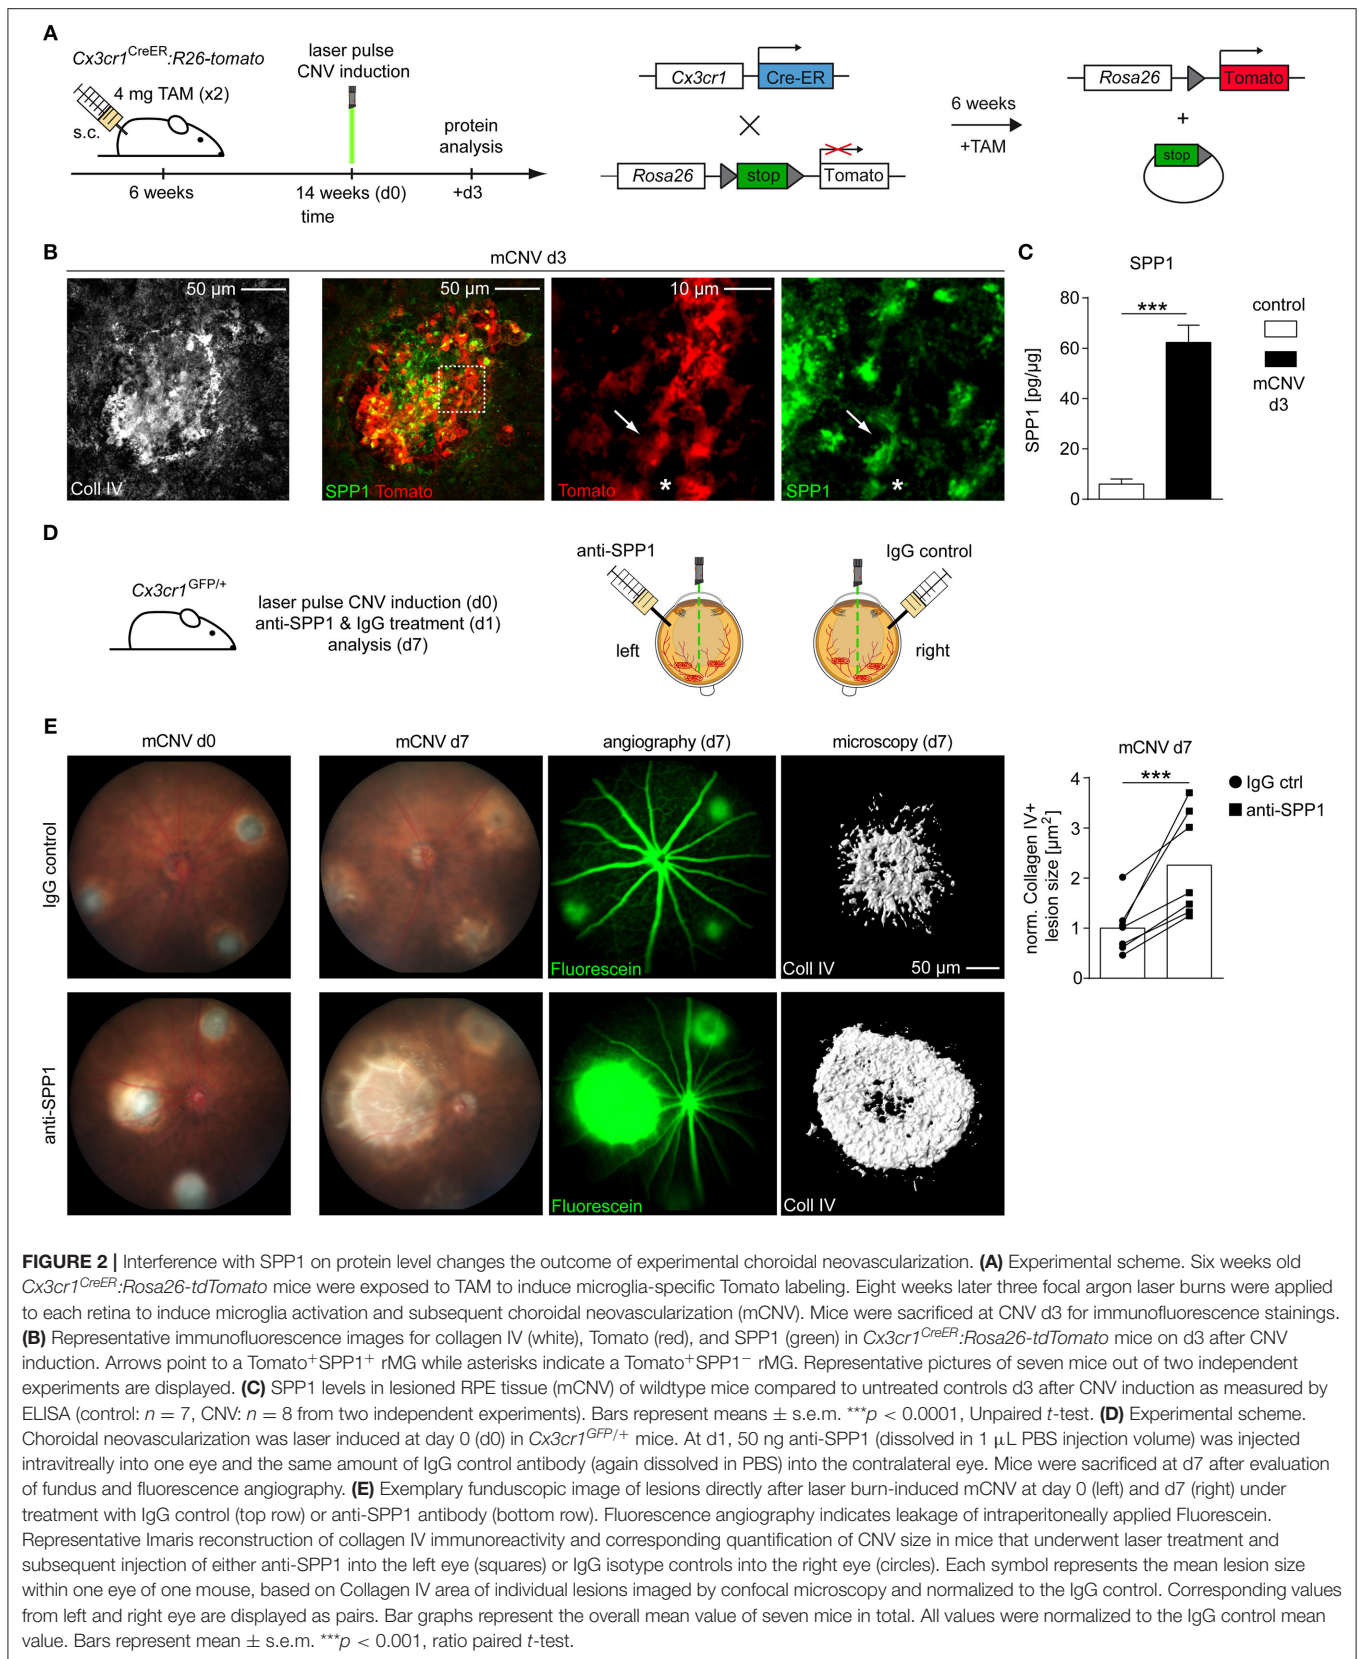 A
Cx3cr1CreER:R26-tomato
4 mg TAM (x2)
s.c.
laser pulse
CNV induction
protein
analysis
6 weeks
14 weeks (d0)
+d3
time
Cx3cr1
Cre-ER
Rosa26
stop
Tomato
6 weeks
+TAM
Rosa26
Tomato
+
stop
B
mCNV d3
50 µm
Coll IV
50 µm
SPP1 Tomato
10 µm
Tomato
*
SPP1
*
C
SPP1
SPP1 [pg/µg]
80
60
40
20
0
***
control
mCNV
d3
D
Cx3cr1GFP/+
laser pulse CNV induction (d0)
anti-SPP1 & IgG treatment (d1)
analysis (d7)
anti-SPP1
left
IgG control
right
E
mCNV d0
mCNV d7
angiography (d7)
microscopy (d7)
IgG control
Fluorescein
Coll IV
50 µm
anti-SPP1
Fluorescein
Coll IV
mCNV d7
norm. Collagen IV+
lesion size [µm²]
4
3
2
1
0
***
IgG ctrl
anti-SPP1
FIGURE 2 | Interference with SPP1 on protein level changes the outcome of experimental choroidal neovascularization. (A) Experimental scheme. Six weeks old
Cx3cr1CreER:Rosa26-tdTomato mice were exposed to TAM to induce microglia-specific Tomato labeling. Eight weeks later three focal argon laser burns were applied
to each retina to induce microglia activation and subsequent choroidal neovascularization (mCNV). Mice were sacrificed at CNV d3 for immunofluorescence stainings.
(B) Representative immunofluorescence images for collagen IV (white), Tomato (red), and SPP1 (green) in Cx3cr1CreER:Rosa26-tdTomato mice on d3 after CNV
induction. Arrows point to a Tomato⁺SPP1⁺ rMG while asterisks indicate a Tomato⁺SPP1⁻ rMG. Representative pictures of seven mice out of two independent
experiments are displayed. (C) SPP1 levels in lesioned RPE tissue (mCNV) of wildtype mice compared to untreated controls d3 after CNV induction as measured by
ELISA (control: n = 7, CNV: n = 8 from two independent experiments). Bars represent means ± s.e.m. ***p < 0.0001, Unpaired t-test. (D) Experimental scheme.
Choroidal neovascularization was laser induced at day 0 (d0) in Cx3cr1GFP/+ mice. At d1, 50 ng anti-SPP1 (dissolved in 1 µL PBS injection volume) was injected
intravitreally into one eye and the same amount of IgG control antibody (again dissolved in PBS) into the contralateral eye. Mice were sacrificed at d7 after evaluation
of fundus and fluorescence angiography. (E) Exemplary funduscopic image of lesions directly after laser burn-induced mCNV at day 0 (left) and d7 (right) under
treatment with IgG control (top row) or anti-SPP1 antibody (bottom row). Fluorescence angiography indicates leakage of intraperitoneally applied Fluorescein.
Representative Imaris reconstruction of collagen IV immunoreactivity and corresponding quantification of CNV size in mice that underwent laser treatment and
subsequent injection of either anti-SPP1 into the left eye (squares) or IgG isotype controls into the right eye (circles). Each symbol represents the mean lesion size
within one eye of one mouse, based on Collagen IV area of individual lesions imaged by confocal microscopy and normalized to the IgG control. Corresponding values
from left and right eye are displayed as pairs. Bar graphs represent the overall mean value of seven mice in total. All values were normalized to the IgG control mean
value. Bars represent mean ± s.e.m. ***p < 0.001, ratio paired t-test.